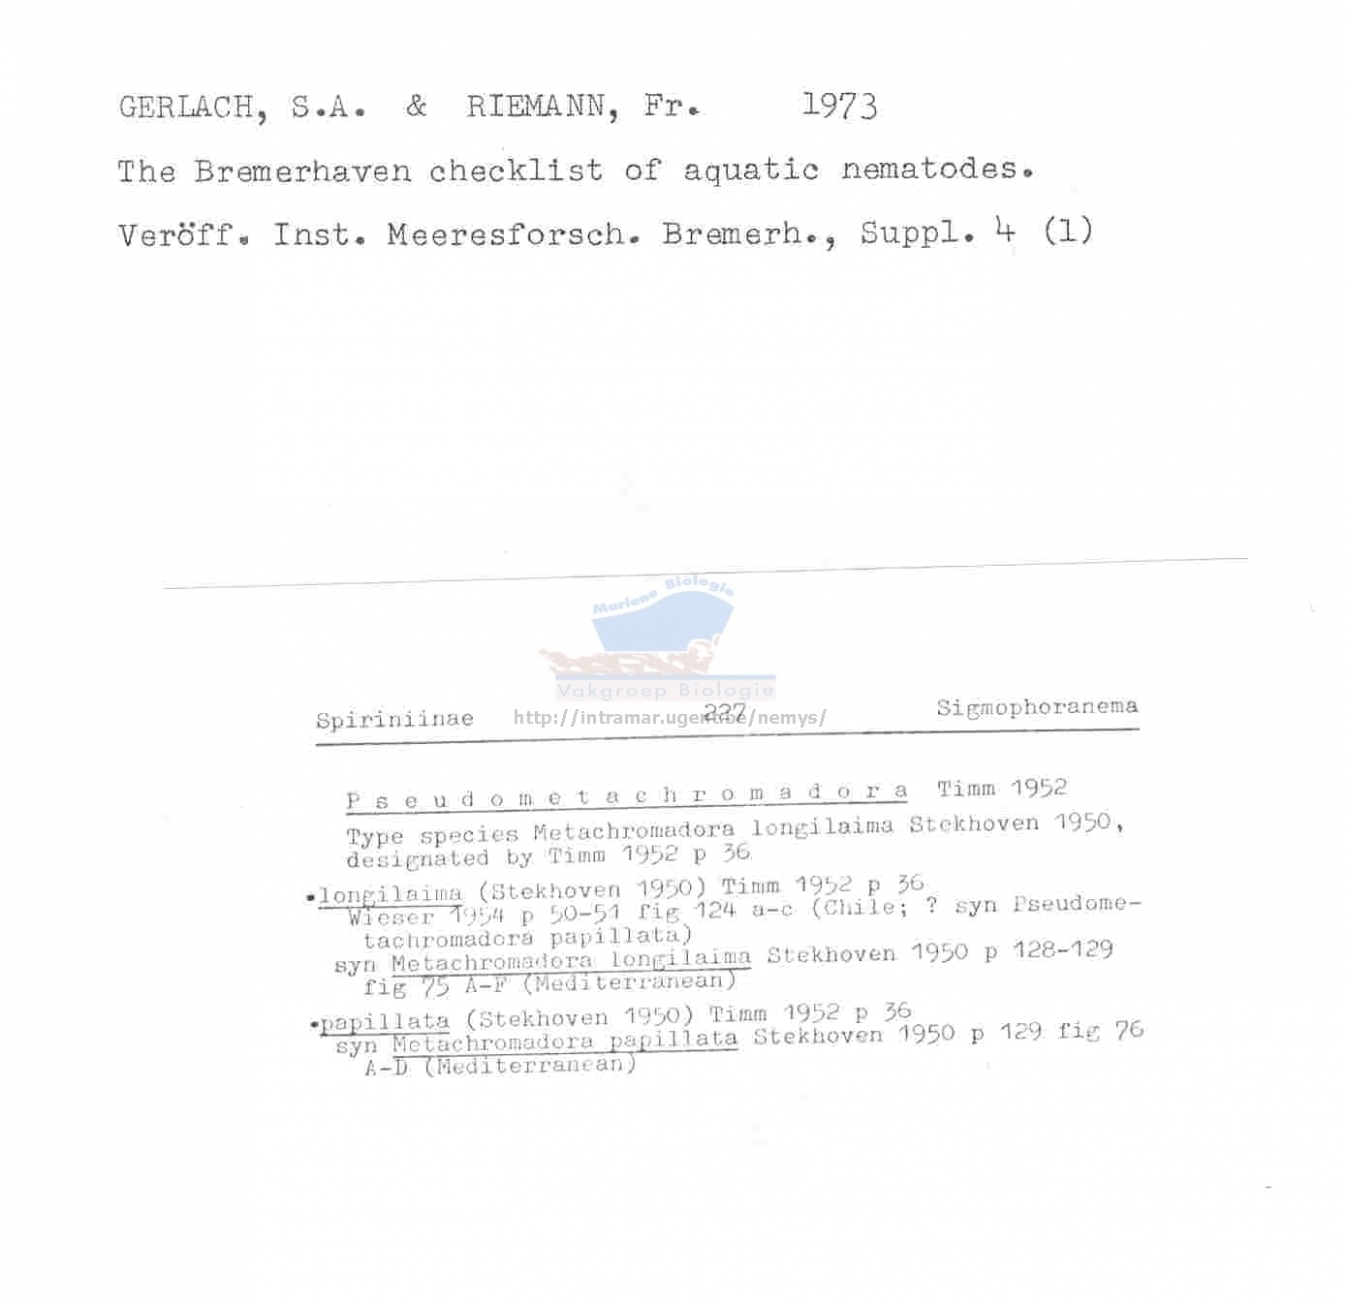 GERLACH, S.A. & RIEMANN, Fr. 1973
The Bremerhaven checklist of aquatic nematodes.
Veröff. Inst. Meeresforsch. Bremerh., Suppl. 4 (1)
Mariene Biologie
Vakgroep Biologie
http://intramar.ugent.be/nemys/
Spiriniinae 227 Sigmophoranema
Pseudometachromadora Timm 1952
Type species Metachromadora longilaima Stekhoven 1950,
designated by Timm 1952 p 36
•longilaima (Stekhoven 1950) Timm 1952 p 36
Wieser 1954 p 50-51 fig 124 a-c (Chile; ? syn Pseudome-
tachromadora papillata)
syn Metachromadora longilaima Stekhoven 1950 p 128-129
fig 75 A-F (Mediterranean)
•papillata (Stekhoven 1950) Timm 1952 p 36
syn Metachromadora papillata Stekhoven 1950 p 129 fig 76
A-D (Mediterranean)